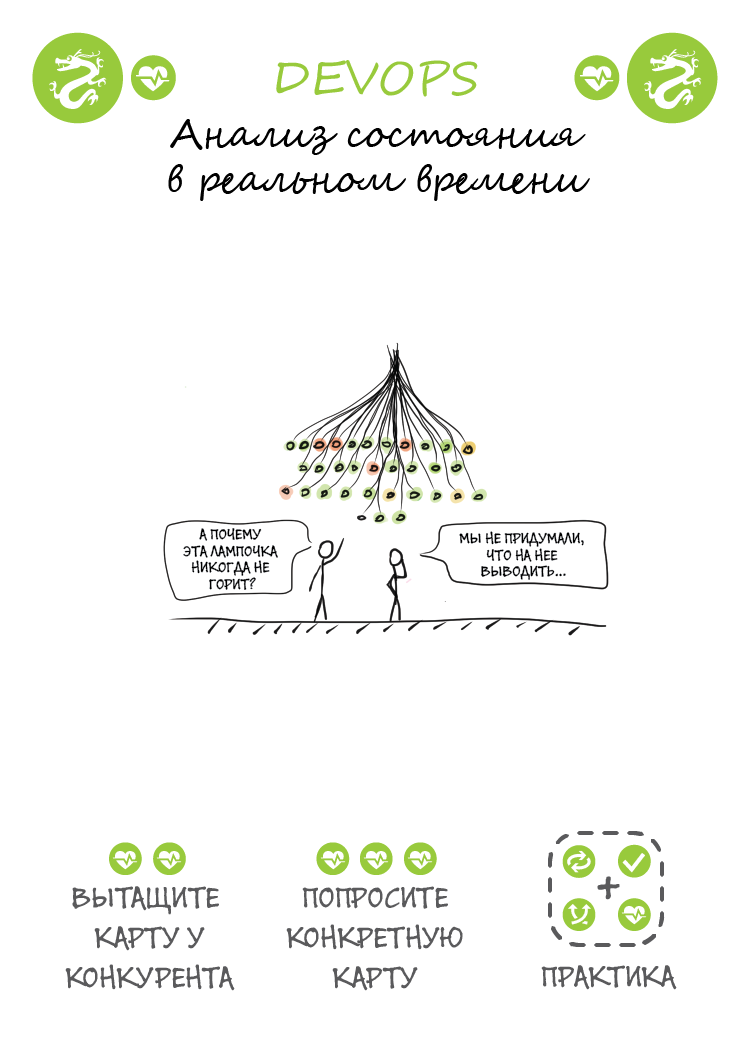 DEVOPS
Анализ состояния
в реальном времени
А ПОЧЕМУ
ЭТА ЛАМПОЧКА
НИКОГДА НЕ
ГОРИТ?
МЫ НЕ ПРИДУМАЛИ,
ЧТО НА НЕЕ
ВЫВОДИТЬ...
ВЫТАЩИТЕ
КАРТУ У
КОНКУРЕНТА
ПОПРОСИТЕ
КОНКРЕТНУЮ
КАРТУ
ПРАКТИКА